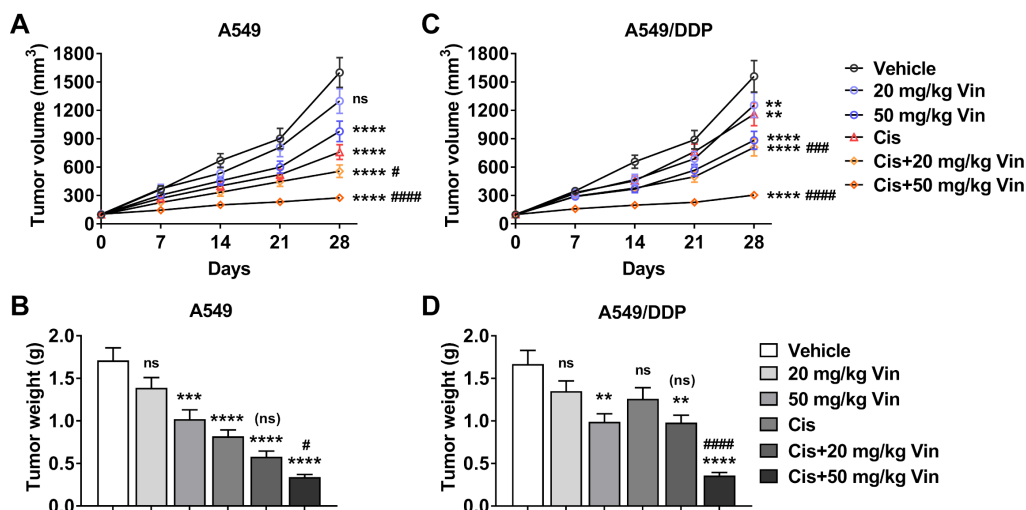 A
A549
Tumor volume (mm3)
1800
1500
1200
900
600
300
0
0 7 14 21 28
Days
ns
****
****
**** #
**** ####
C
A549/DDP
Tumor volume (mm3)
1800
1500
1200
900
600
300
0
0 7 14 21 28
Days
**
**
****
**** ###
**** ####
Vehicle
20 mg/kg Vin
50 mg/kg Vin
Cis
Cis+20 mg/kg Vin
Cis+50 mg/kg Vin
B
A549
Tumor weight (g)
2.0
1.5
1.0
0.5
0
ns
***
****
(ns)
****
#
****
D
A549/DDP
Tumor weight (g)
2.0
1.5
1.0
0.5
0
ns
**
ns
(ns)
**
####
****
Vehicle
20 mg/kg Vin
50 mg/kg Vin
Cis
Cis+20 mg/kg Vin
Cis+50 mg/kg Vin